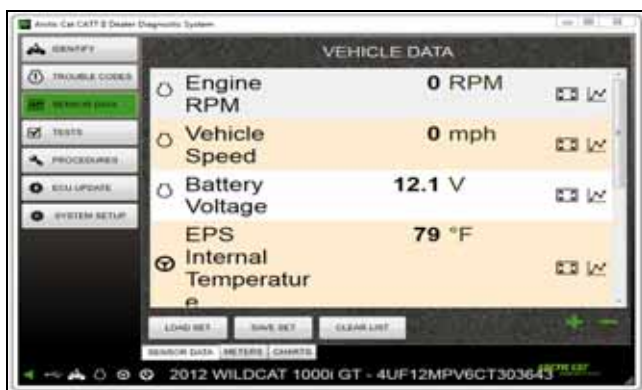 Arctic Cat CATT II Dealer Diagnostic System
IDENTIFY
TROUBLE CODES
SENSOR DATA
TESTS
PROCEDURES
ECU UPDATE
SYSTEM SETUP
VEHICLE DATA
Engine RPM 0 RPM
Vehicle Speed 0 mph
Battery Voltage 12.1 V
EPS Internal Temperatur
e 79 °F
LOAD SET SAVE SET CLEAR LIST
SENSOR DATA METERS CHARTS
2012 WILDCAT 1000i GT - 4UF12MPV6CT303643
ARCTIC CAT